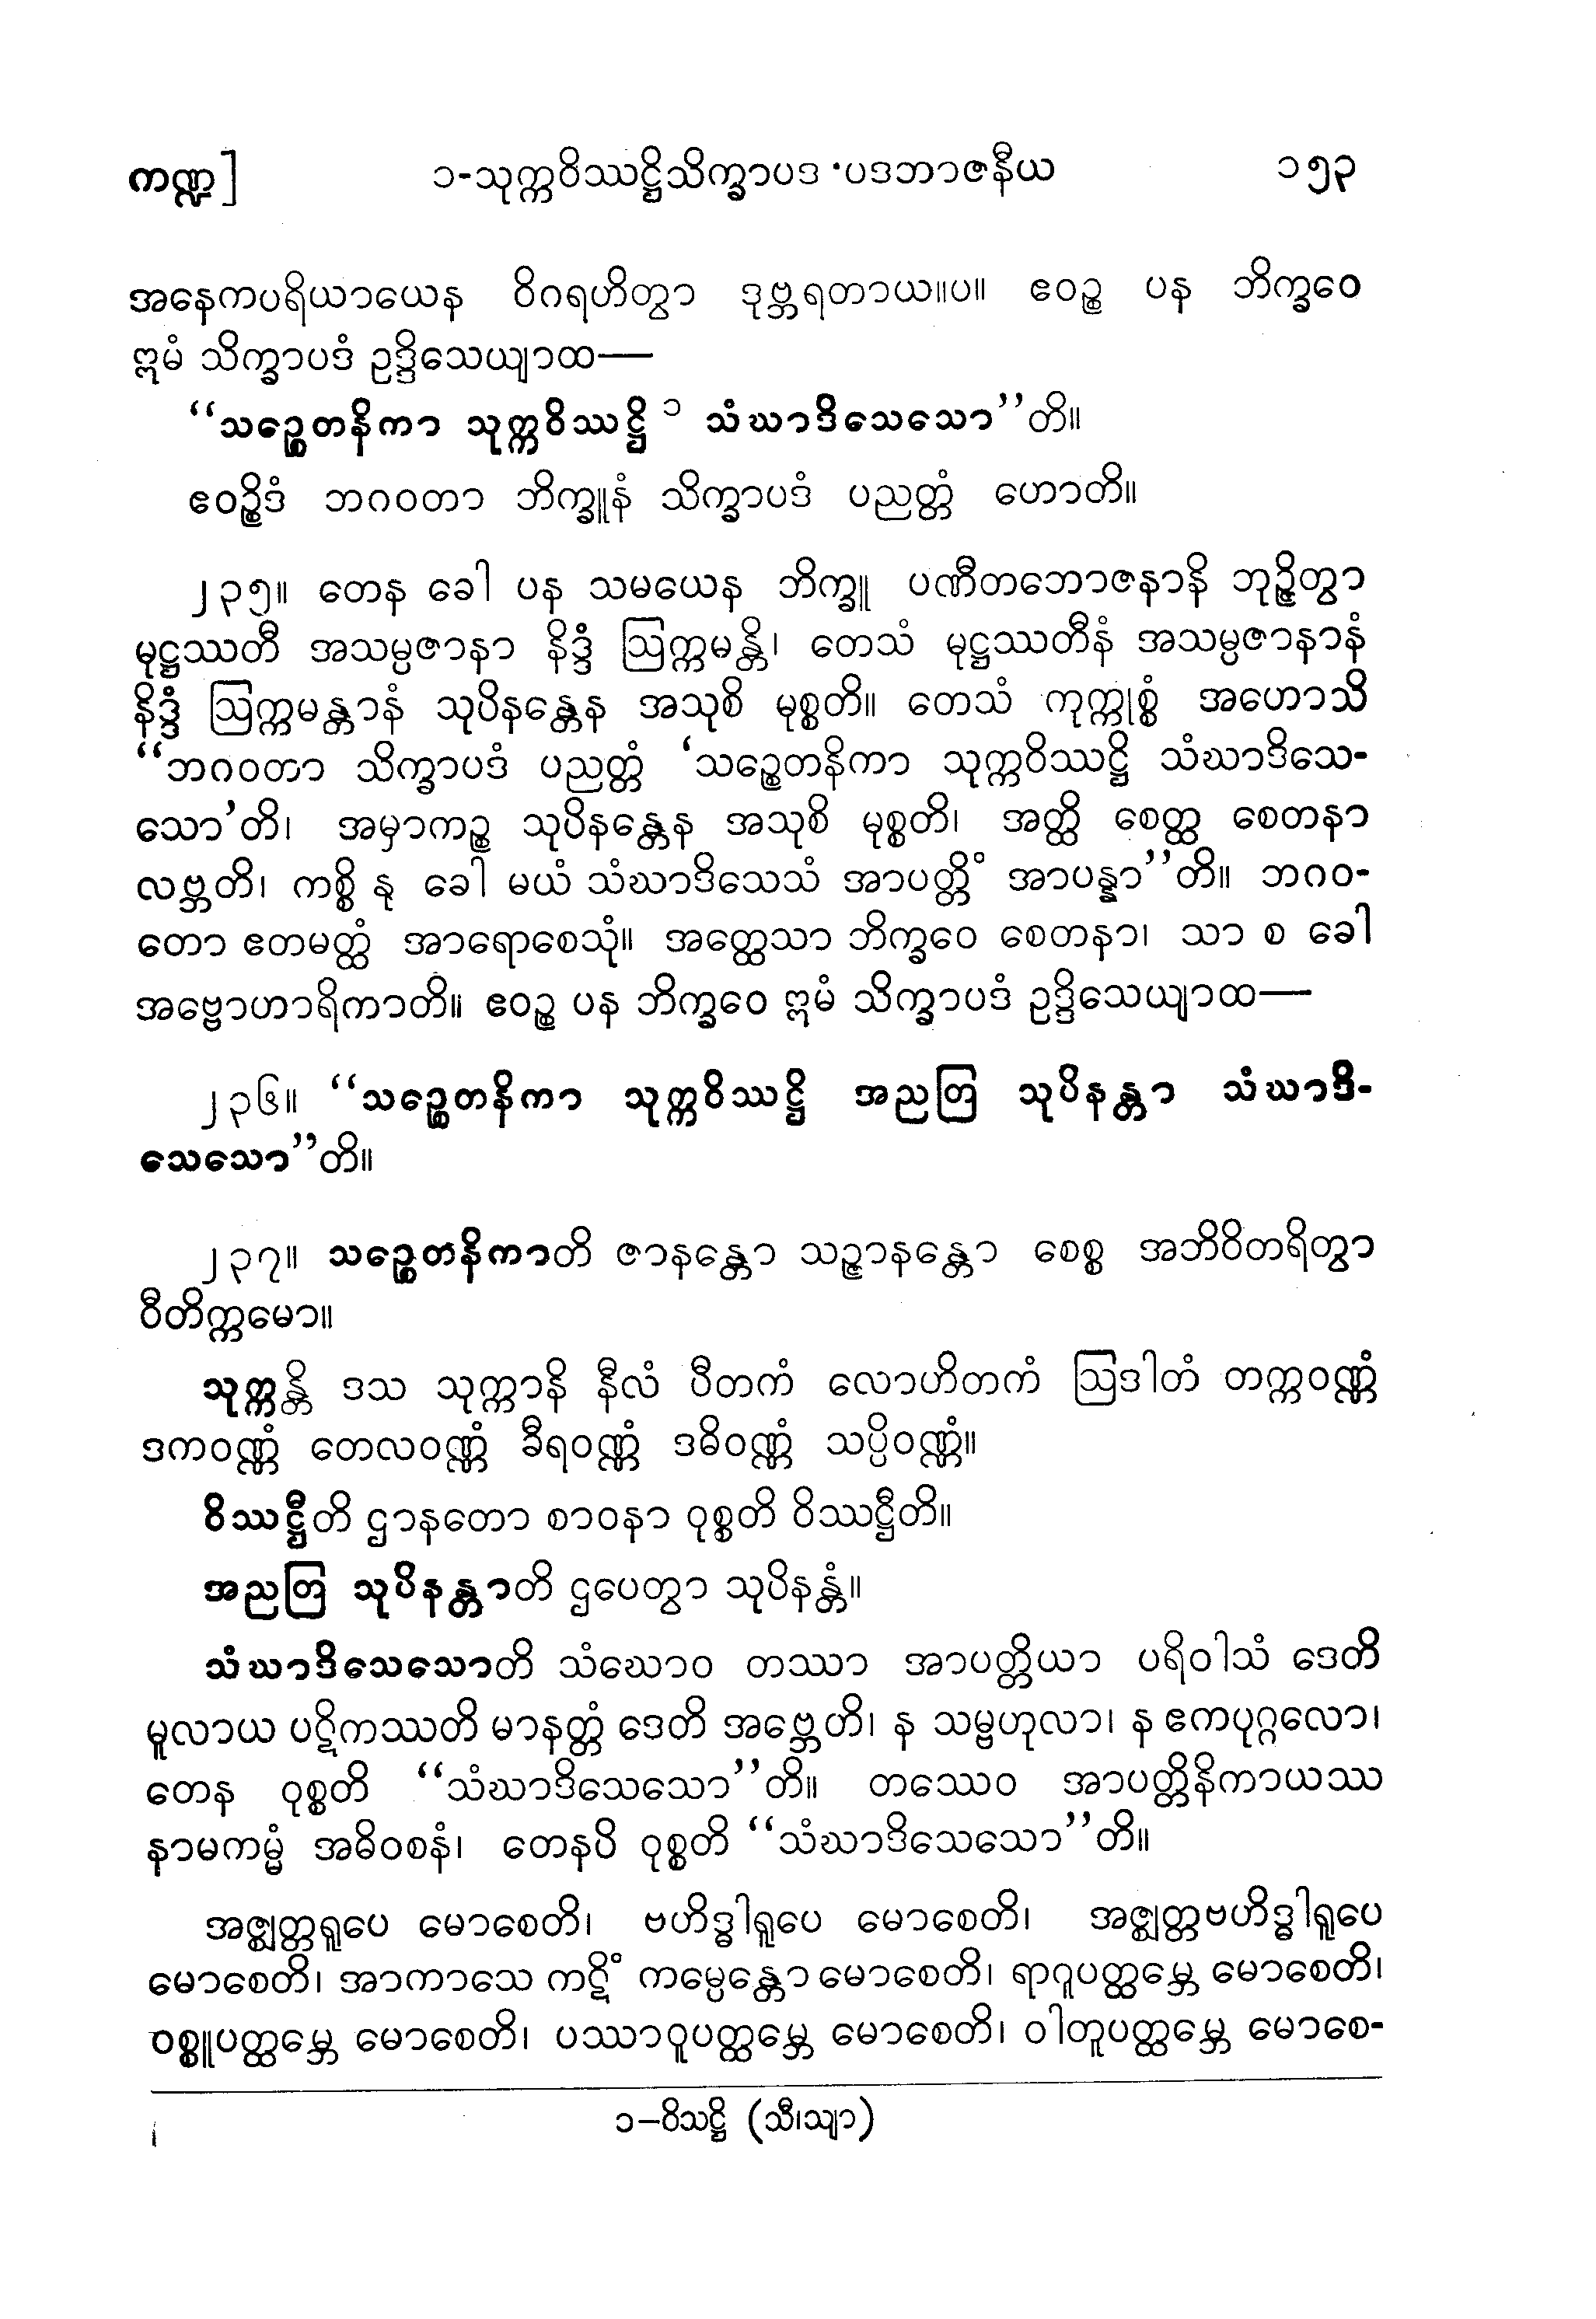 ကဏ္ဍ] ၁-သုက္ကဝိဿဋ္ဌိသိက္ခာပဒ ပဒဘာဇနီယ ၁၅၃
အနေကပရိယာယေန ဝိဂရဟိတွာ ဒုဗ္ဘရတာယ။ပ။ ဧဝဉ္စ ပန ဘိက္ခဝေ
ဣမံ သိက္ခာပဒံ ဥဒ္ဒိသေယျာထ—
“သဉ္စေတနိကာ သုက္ကဝိဿဋ္ဌိ ၁ သံဃာဒိသေသော”တိ။
ဧဝဉ္စိဒံ ဘဂဝတာ ဘိက္ခူနံ သိက္ခာပဒံ ပညတ္တံ ဟောတိ။
၂၃၅။ တေန ခေါ ပန သမယေန ဘိက္ခူ ပဏီတဘောဇနာနိ ဘုဉ္ဇိတွာ
မုဋ္ဌဿတီ အသမ္ပဇာနာ နိဒ္ဒံ ဩက္ကမန္တိ၊ တေသံ မုဋ္ဌဿတီနံ အသမ္ပဇာနာနံ
နိဒ္ဒံ ဩက္ကမန္တာနံ သုပိနန္တေန အသုစိ မုစ္စတိ။ တေသံ ကုက္ကုစ္စံ အဟောသိ
“ဘဂဝတာ သိက္ခာပဒံ ပညတ္တံ ‘သဉ္စေတနိကာ သုက္ကဝိဿဋ္ဌိ သံဃာဒိသေ-
သော’တိ၊ အမှာကဉ္စ သုပိနန္တေန အသုစိ မုစ္စတိ၊ အတ္ထိ စေတ္ထ စေတနာ
လဗ္ဘတိ၊ ကစ္စိ နု ခေါ မယံ သံဃာဒိသေသံ အာပတ္တိံ အာပန္နာ”တိ။ ဘဂဝ-
တော ဧတမတ္ထံ အာရောစေသုံ။ အတ္ထေသာ ဘိက္ခဝေ စေတနာ၊ သာ စ ခေါ
အဗ္ဗောဟာရိကာတိ။ ဧဝဉ္စ ပန ဘိက္ခဝေ ဣမံ သိက္ခာပဒံ ဥဒ္ဒိသေယျာထ—
၂၃၆။ “သဉ္စေတနိကာ သုက္ကဝိဿဋ္ဌိ အညတြ သုပိနန္တာ သံဃာဒိ-
သေသော”တိ။
၂၃၇။ သဉ္စေတနိကာတိ ဇာနန္တော သဉ္ဇာနန္တော စေစ္စ အဘိဝိတရိတွာ
ဝီတိက္ကမော။
သုက္ကန္တိ ဒသ သုက္ကာနိ နီလံ ပီတကံ လောဟိတကံ ဩဒါတံ တက္ကဝဏ္ဏံ
ဒကဝဏ္ဏံ တေလဝဏ္ဏံ ခီရဝဏ္ဏံ ဒဓိဝဏ္ဏံ သပ္ပိဝဏ္ဏံ။
ဝိဿဋ္ဌီတိ ဌာနတော စာဝနာ ဝုစ္စတိ ဝိဿဋ္ဌီတိ။
အညတြ သုပိနန္တာတိ ဌပေတွာ သုပိနန္တံ။
သံဃာဒိသေသောတိ သံဃောဝ တဿာ အာပတ္တိယာ ပရိဝါသံ ဒေတိ
မူလာယ ပဋိကဿတိ မာနတ္တံ ဒေတိ အဗ္ဘေဟိ၊ န သမ္ဗဟုလာ၊ န ဧကပုဂ္ဂလော၊
တေန ဝုစ္စတိ “သံဃာဒိသေသော”တိ။ တဿေဝ အာပတ္တိနိကာယဿ
နာမကမ္မံ အဓိဝစနံ၊ တေနပိ ဝုစ္စတိ “သံဃာဒိသေသော”တိ။
အဇ္ဈတ္တရူပေ မောစေတိ၊ ဗဟိဒ္ဓါရူပေ မောစေတိ၊ အဇ္ဈတ္တဗဟိဒ္ဓါရူပေ
မောစေတိ၊ အာကာသေ ကဋိံ ကမ္ပေန္တော မောစေတိ၊ ရာဂူပတ္ထမ္ဘေ မောစေတိ၊
ဝစ္စူပတ္ထမ္ဘေ မောစေတိ၊ ပဿာဝူပတ္ထမ္ဘေ မောစေတိ၊ ဝါတူပတ္ထမ္ဘေ မောစေ-
၁–ဝိသဋ္ဌိ (သီ၊သျာ)